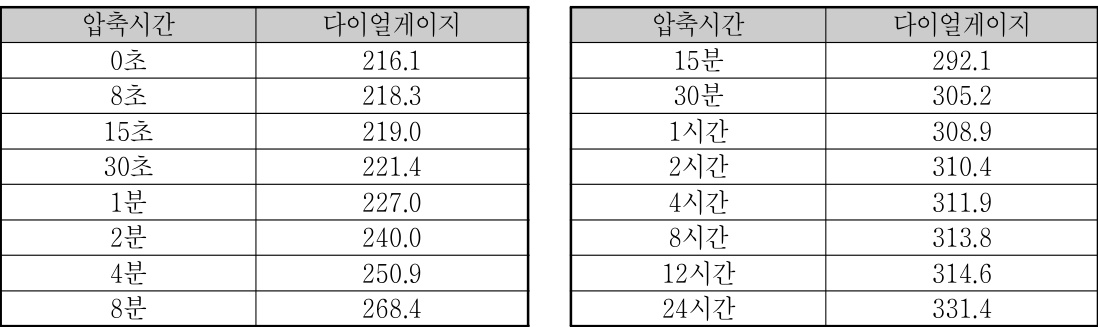 압축시간 다이얼게이지
0초 216.1
8초 218.3
15초 219.0
30초 221.4
1분 227.0
2분 240.0
4분 250.9
8분 268.4
압축시간 다이얼게이지
15분 292.1
30분 305.2
1시간 308.9
2시간 310.4
4시간 311.9
8시간 313.8
12시간 314.6
24시간 331.4